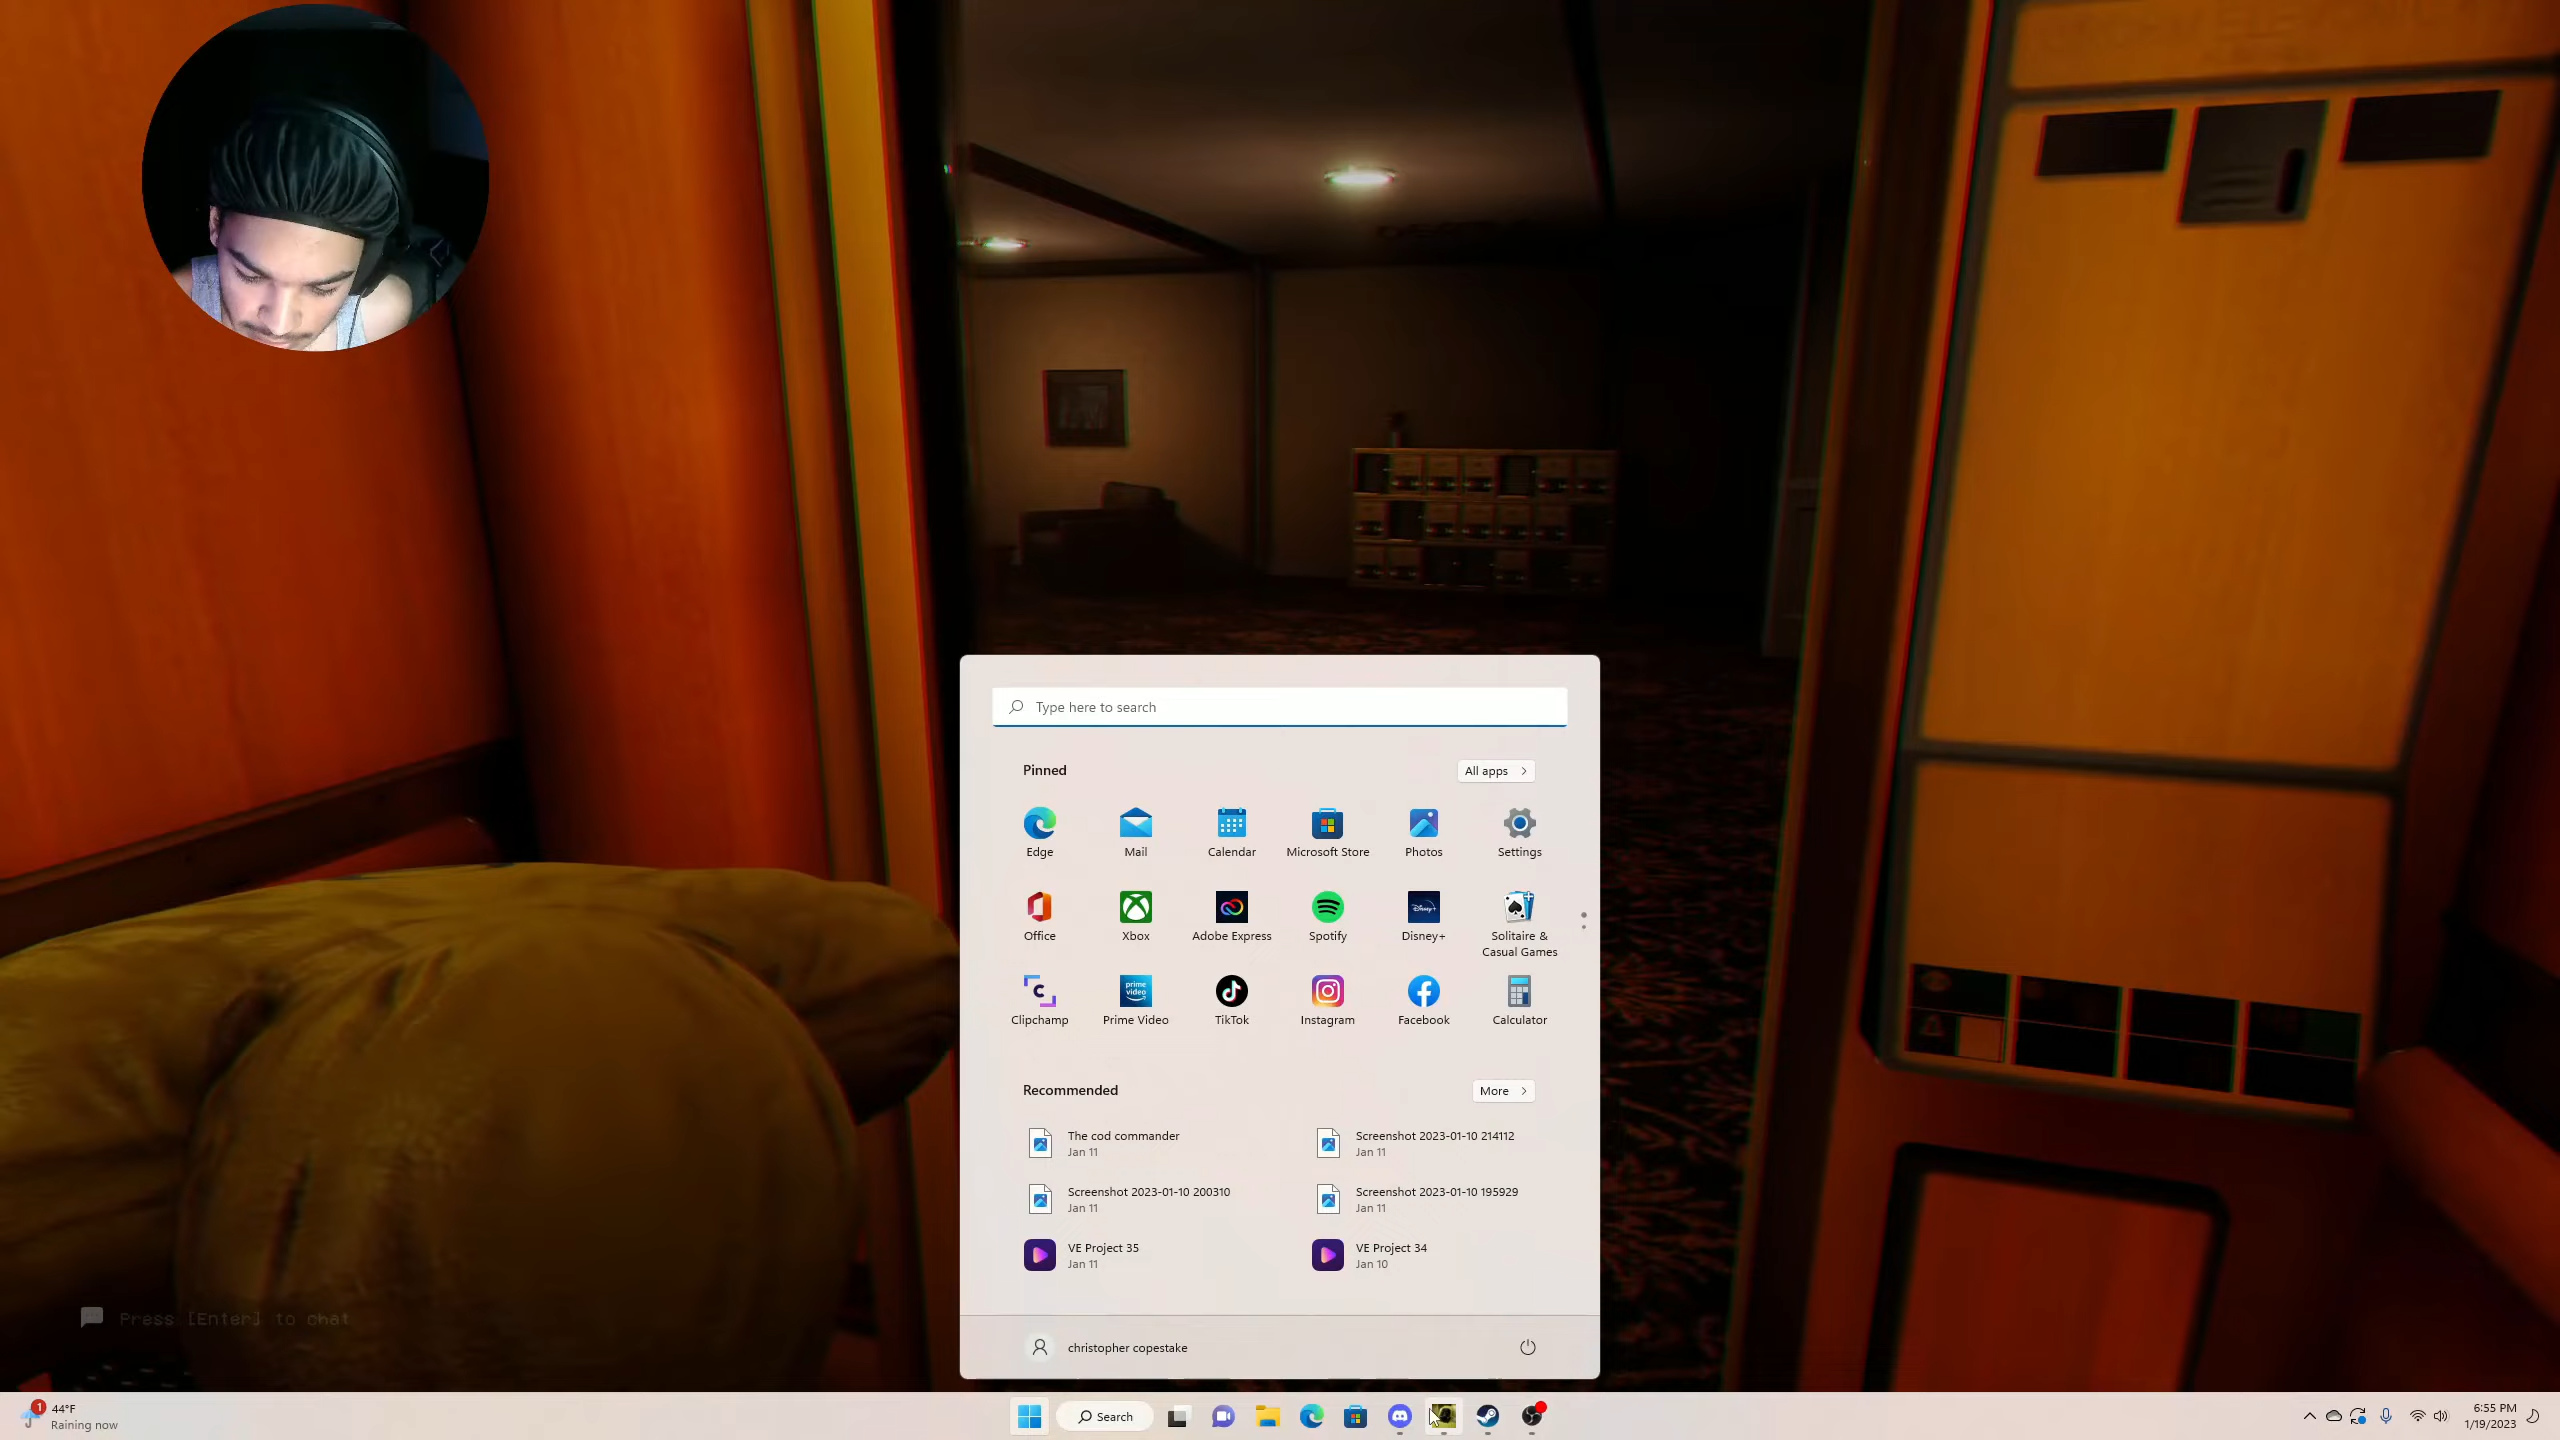 Type here to search
Pinned
All apps
Edge
Mail
Calendar
Microsoft Store
Photos
Settings
Office
Xbox
Adobe Express
Spotify
Disney+
Solitaire &
Casual Games
Clipchamp
prime
video
Prime Video
TikTok
Instagram
Facebook
Calculator
Recommended
More
The cod commander
Jan 11
Screenshot 2023-01-10 214112
Jan 11
Screenshot 2023-01-10 200310
Jan 11
Screenshot 2023-01-10 195929
Jan 11
VE Project 35
Jan 11
VE Project 34
Jan 10
Press [Enter] to chat
christopher copestake
1
44°F
Raining now
Search
6:55 PM
1/19/2023